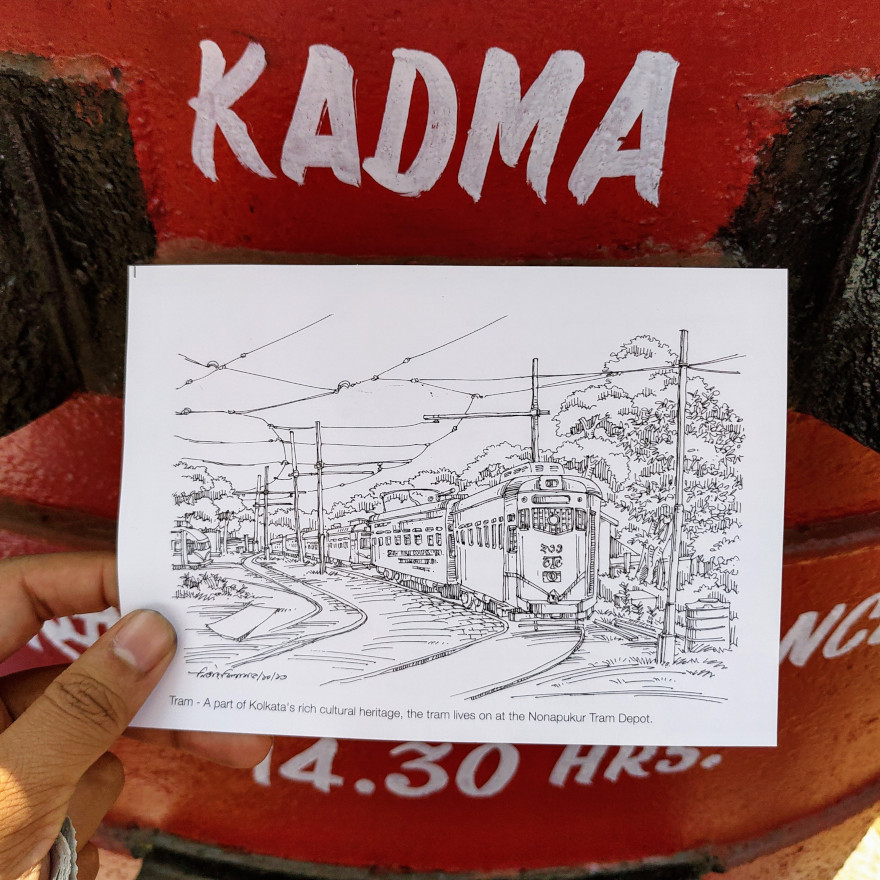 KADMA
Tram - A part of Kolkata's rich cultural heritage, the tram lives on at the Nonapukur Tram Depot.
14.30 HRS.